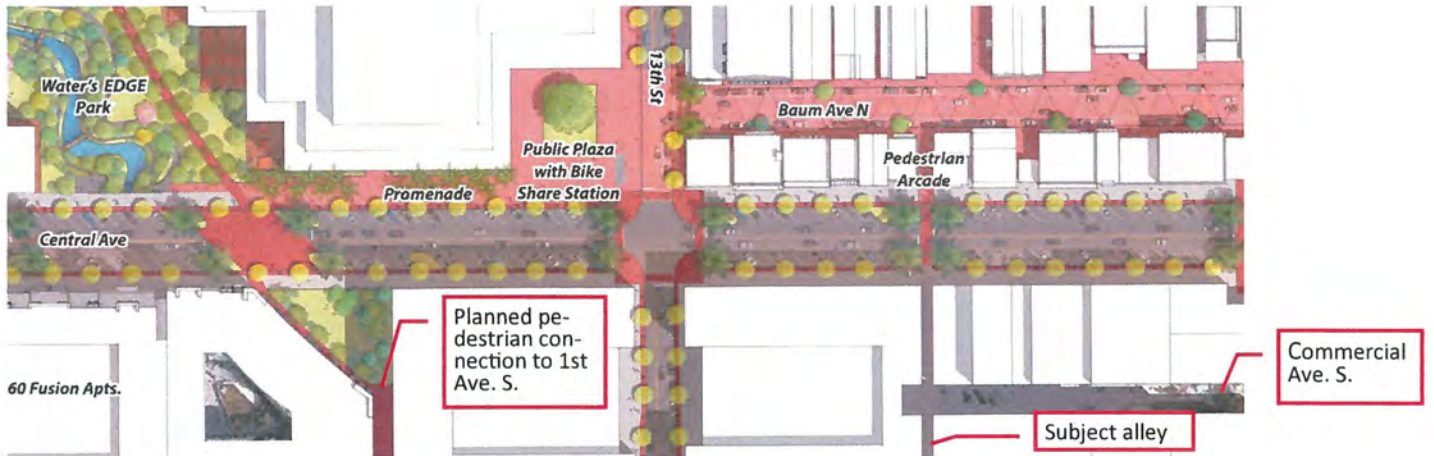 Water's EDGE
Park
13th St
Baum Ave N
Public Plaza
with Bike
Share Station
Pedestrian
Arcade
Promenade
Central Ave
Planned pe-
destrian con-
nection to 1st
Ave. S.
Commercial
Ave. S.
60 Fusion Apts.
Subject alley